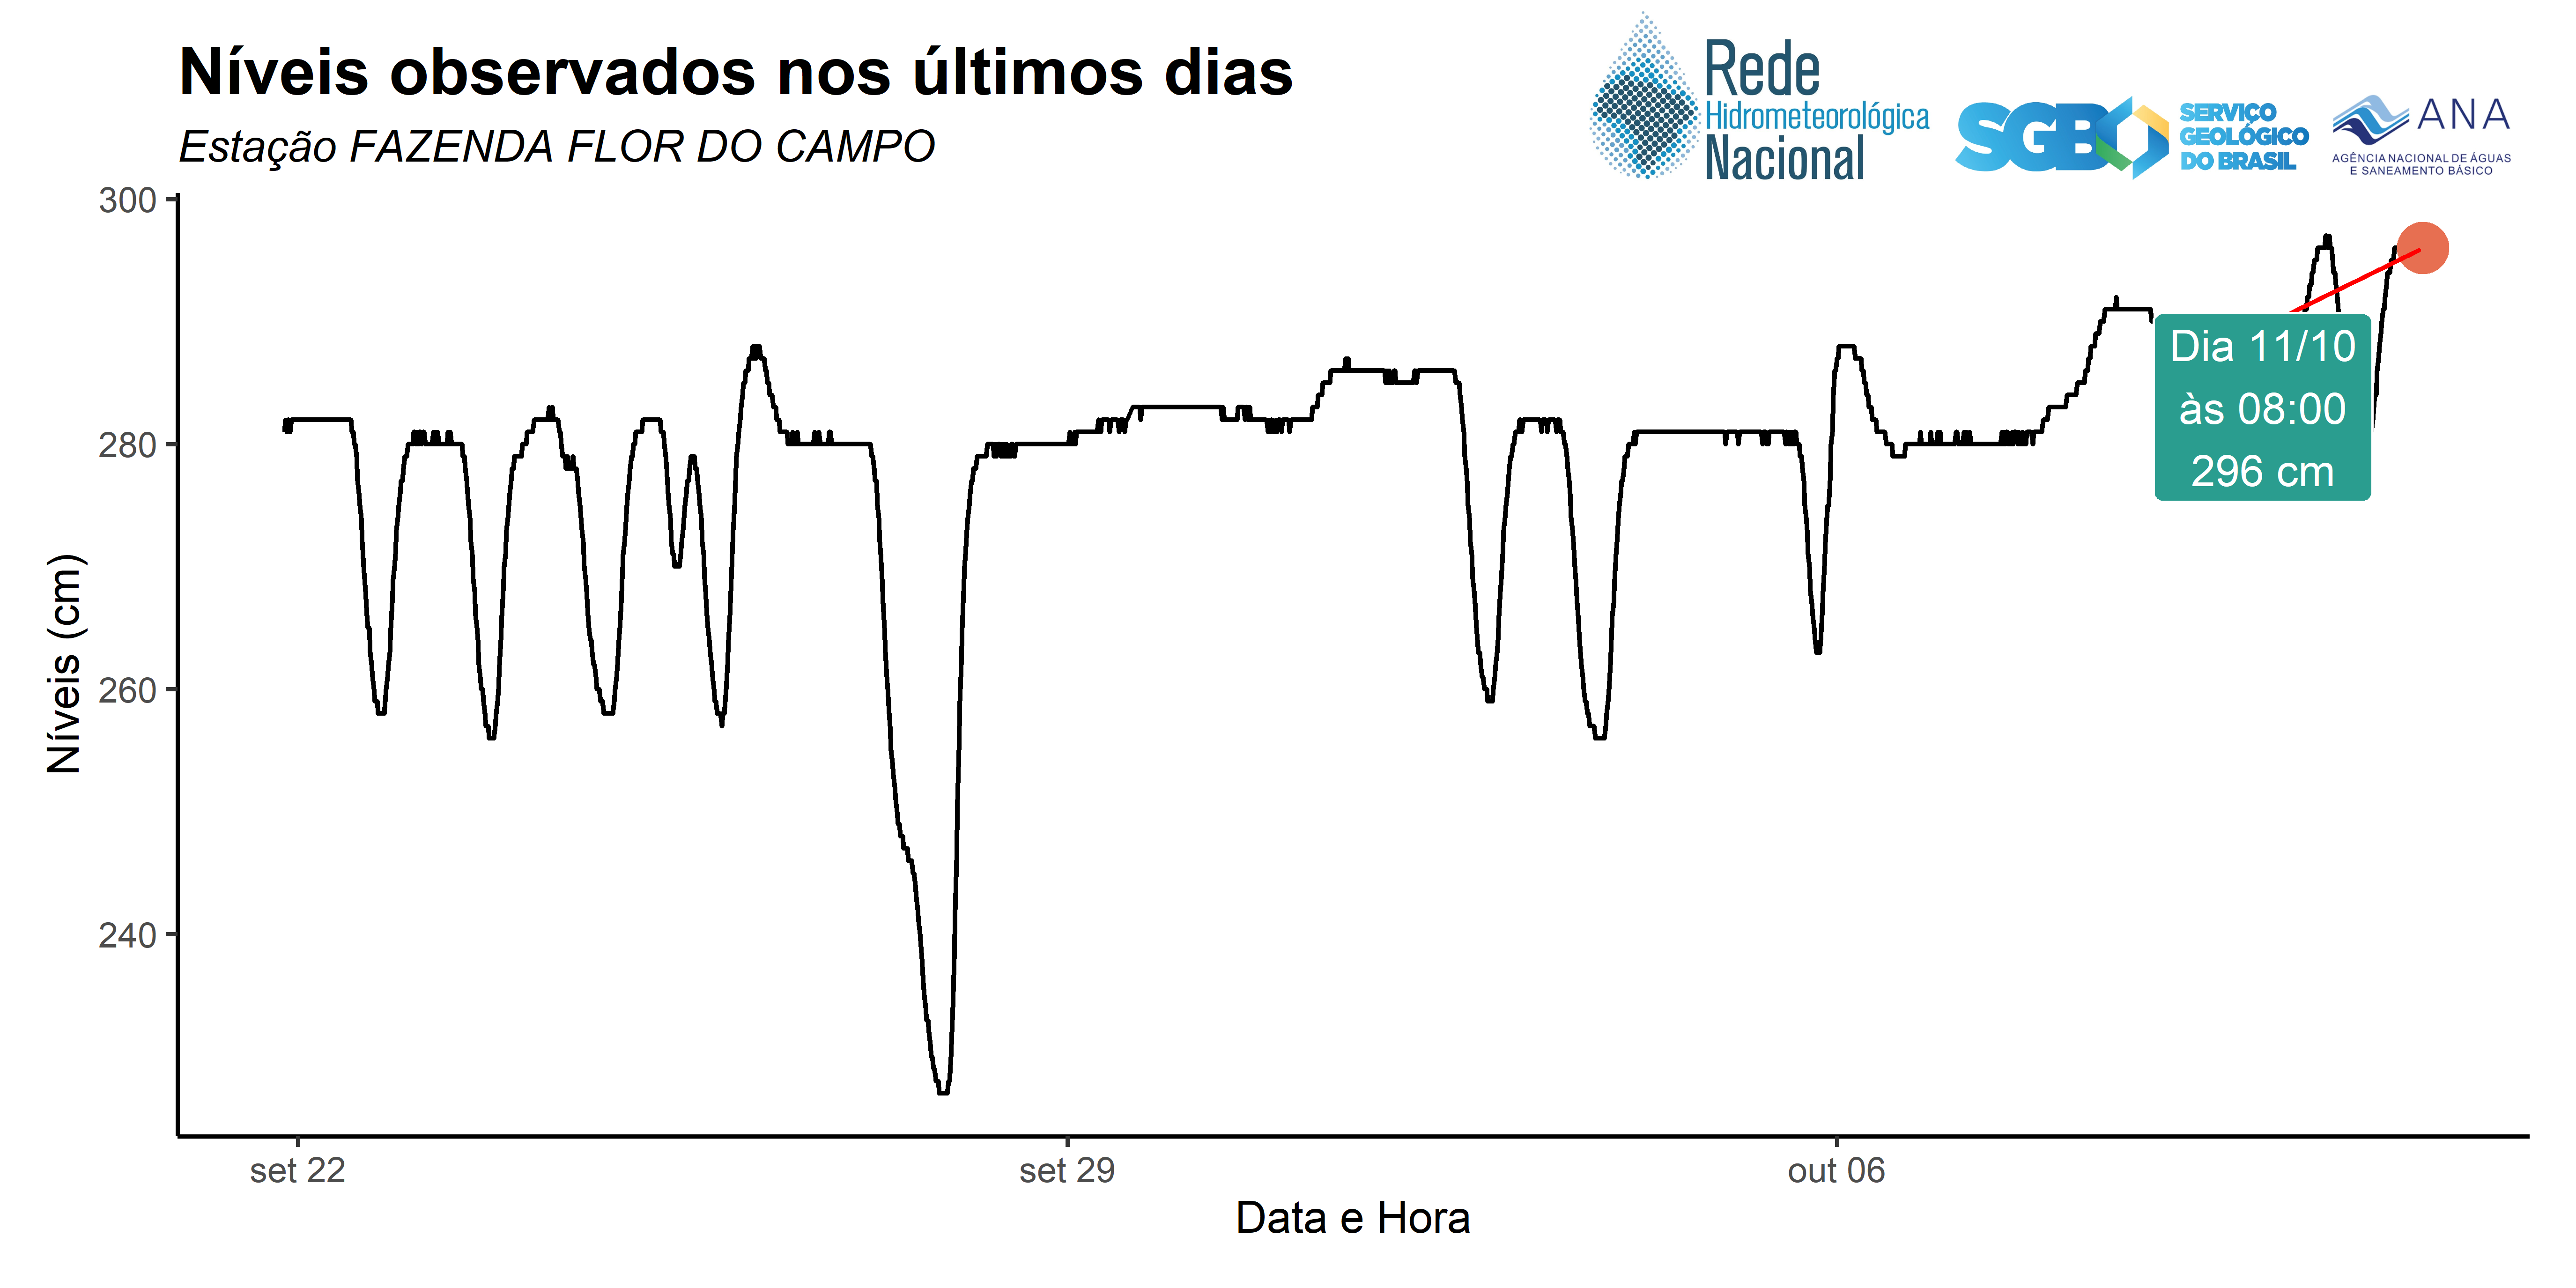 Níveis observados nos últimos dias
Estação FAZENDA FLOR DO CAMPO
Rede
Hidrometeorológica
Nacional
SGB
SERVIÇO
GEOLÓGICO
DO BRASIL
ANA
AGÊNCIA NACIONAL DE ÁGUAS
E SANEAMENTO BÁSICO
300
280
260
240
Níveis (cm)
Dia 11/10
às 08:00
296 cm
set 22
set 29
out 06
Data e Hora